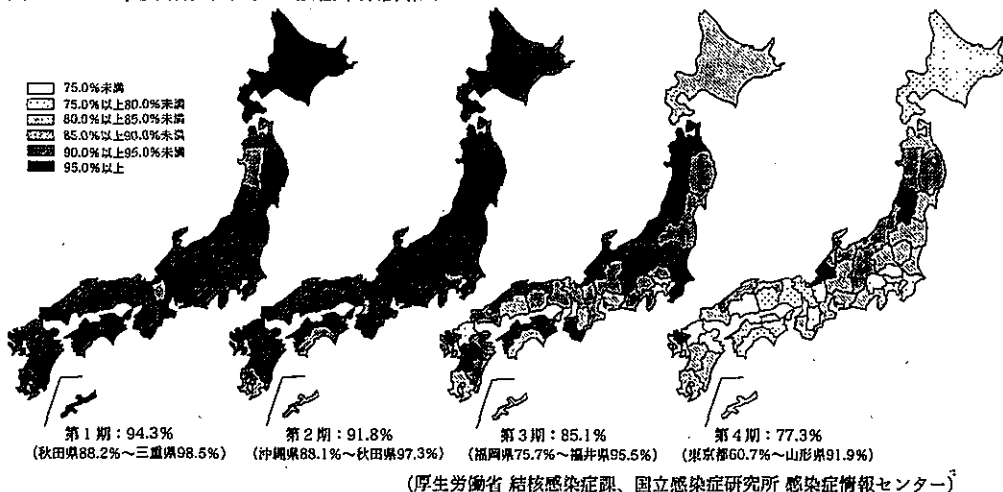 75.0%未満
75.0%以上80.0%未満
80.0%以上85.0%未満
85.0%以上90.0%未満
90.0%以上95.0%未満
95.0%以上
第1期：94.3%
(秋田県88.2%～三重県98.5%)
第2期：91.8%
(沖縄県88.1%～秋田県97.3%)
第3期：85.1%
(福岡県75.7%～福井県95.5%)
第4期：77.3%
(東京都60.7%～山形県91.9%)
(厚生労働省 結核感染症課、国立感染症研究所 感染症情報センター)